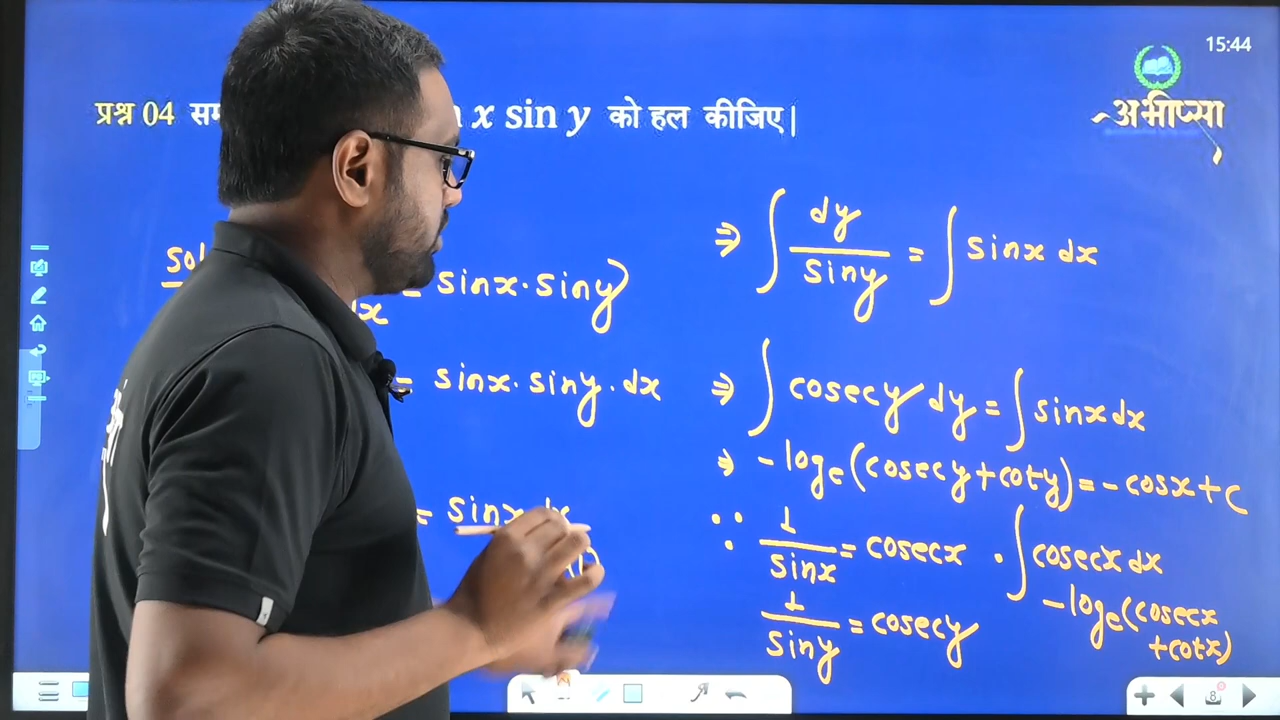 15:44
अभीप्सा
प्रश्न 04 x sin y को हल कीजिए|
Sol
dx = sinx·siny
= sinx·siny·dx
= sinx dx
⇒ ∫ dy/siny = ∫ sinx dx
⇒ ∫ cosecy dy = ∫ sinx dx
⇒ -logₑ(cosecy+coty) = -cosx+C
∵ 1/sinx = cosecx · ∫ cosecx dx
-logₑ(cosecx
+cotx)
1/siny = cosecy
8